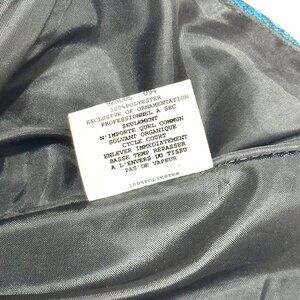 100%POLYESTER
EXCLUSIVE OF ORNAMENTATION
PROFESSIONNEL A SEC
SEULEMENT
N'IMPORTE QUEL COMMUN
SOLVANT ORGANIQUE
CYCLE COURT
ENLEVER IMMEDIATEMENT
BASSE TEMP REPASSER
A L'ENVERS DU TISSU
PAS DE VAPEUR
100%POLYESTER